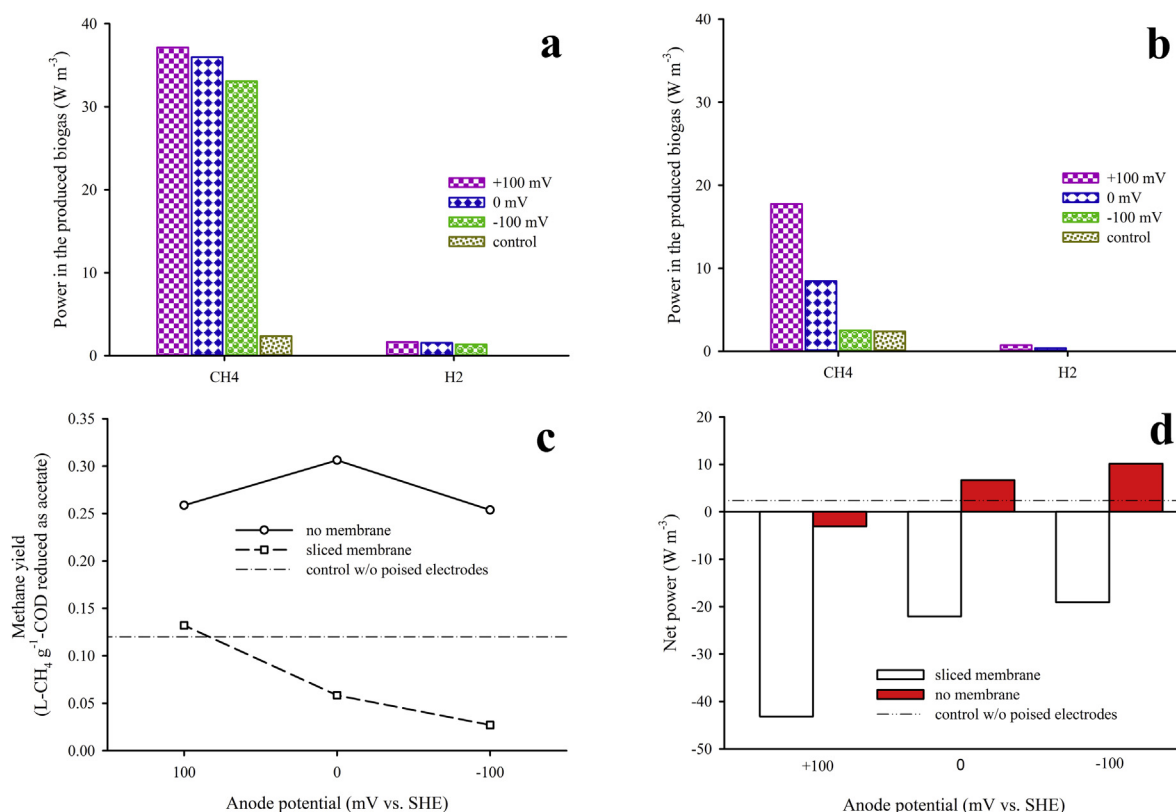 a
40
30
20
10
0
Power in the produced biogas (W m⁻³)
+100 mV
0 mV
-100 mV
control
CH4
H2
b
40
30
20
10
0
Power in the produced biogas (W m⁻³)
+100 mV
0 mV
-100 mV
control
CH4
H2
c
0.35
0.30
0.25
0.20
0.15
0.10
0.05
0.00
Methane yield
(L-CH₄ g⁻¹-COD reduced as acetate)
no membrane
sliced membrane
control w/o poised electrodes
100
0
-100
Anode potential (mV vs. SHE)
d
20
10
0
-10
-20
-30
-40
-50
Net power (W m⁻³)
sliced membrane
no membrane
control w/o poised electrodes
+100
0
-100
Anode potential (mV vs. SHE)